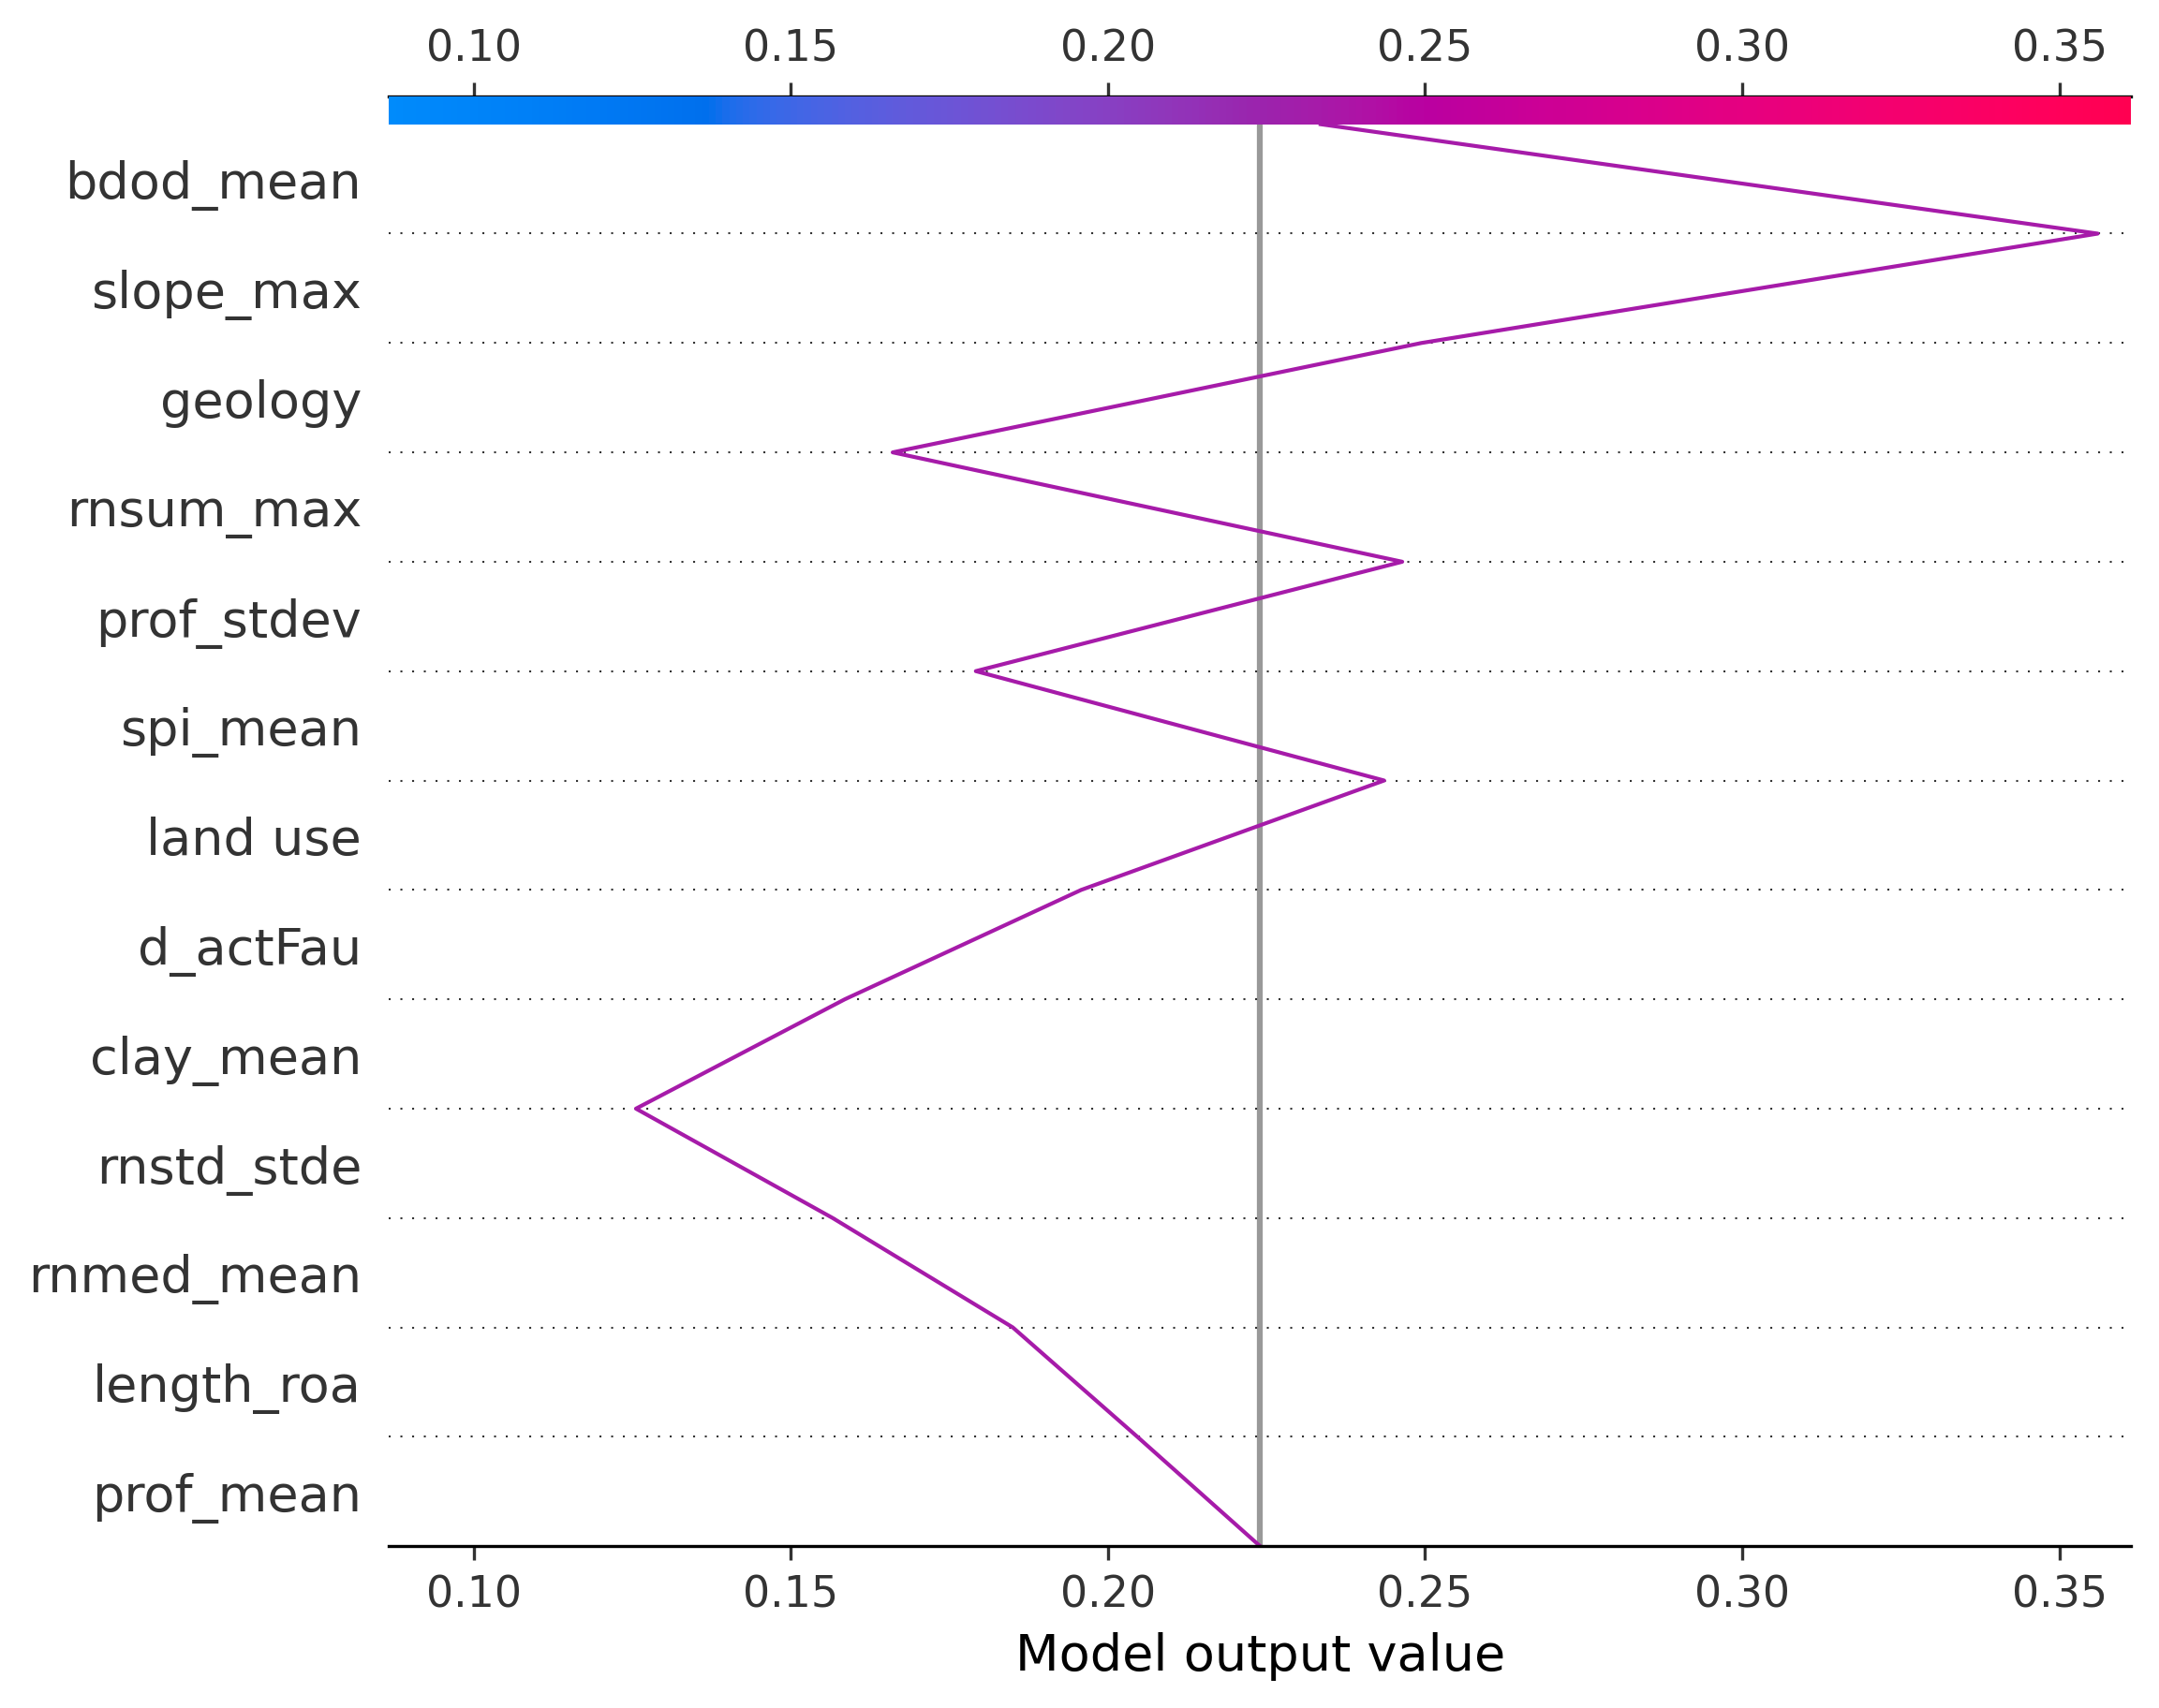 0.10 0.15 0.20 0.25 0.30 0.35
bdod_mean
slope_max
geology
rnsum_max
prof_stdev
spi_mean
land use
d_actFau
clay_mean
rnstd_stde
rnmed_mean
length_roa
prof_mean
0.10 0.15 0.20 0.25 0.30 0.35
Model output value